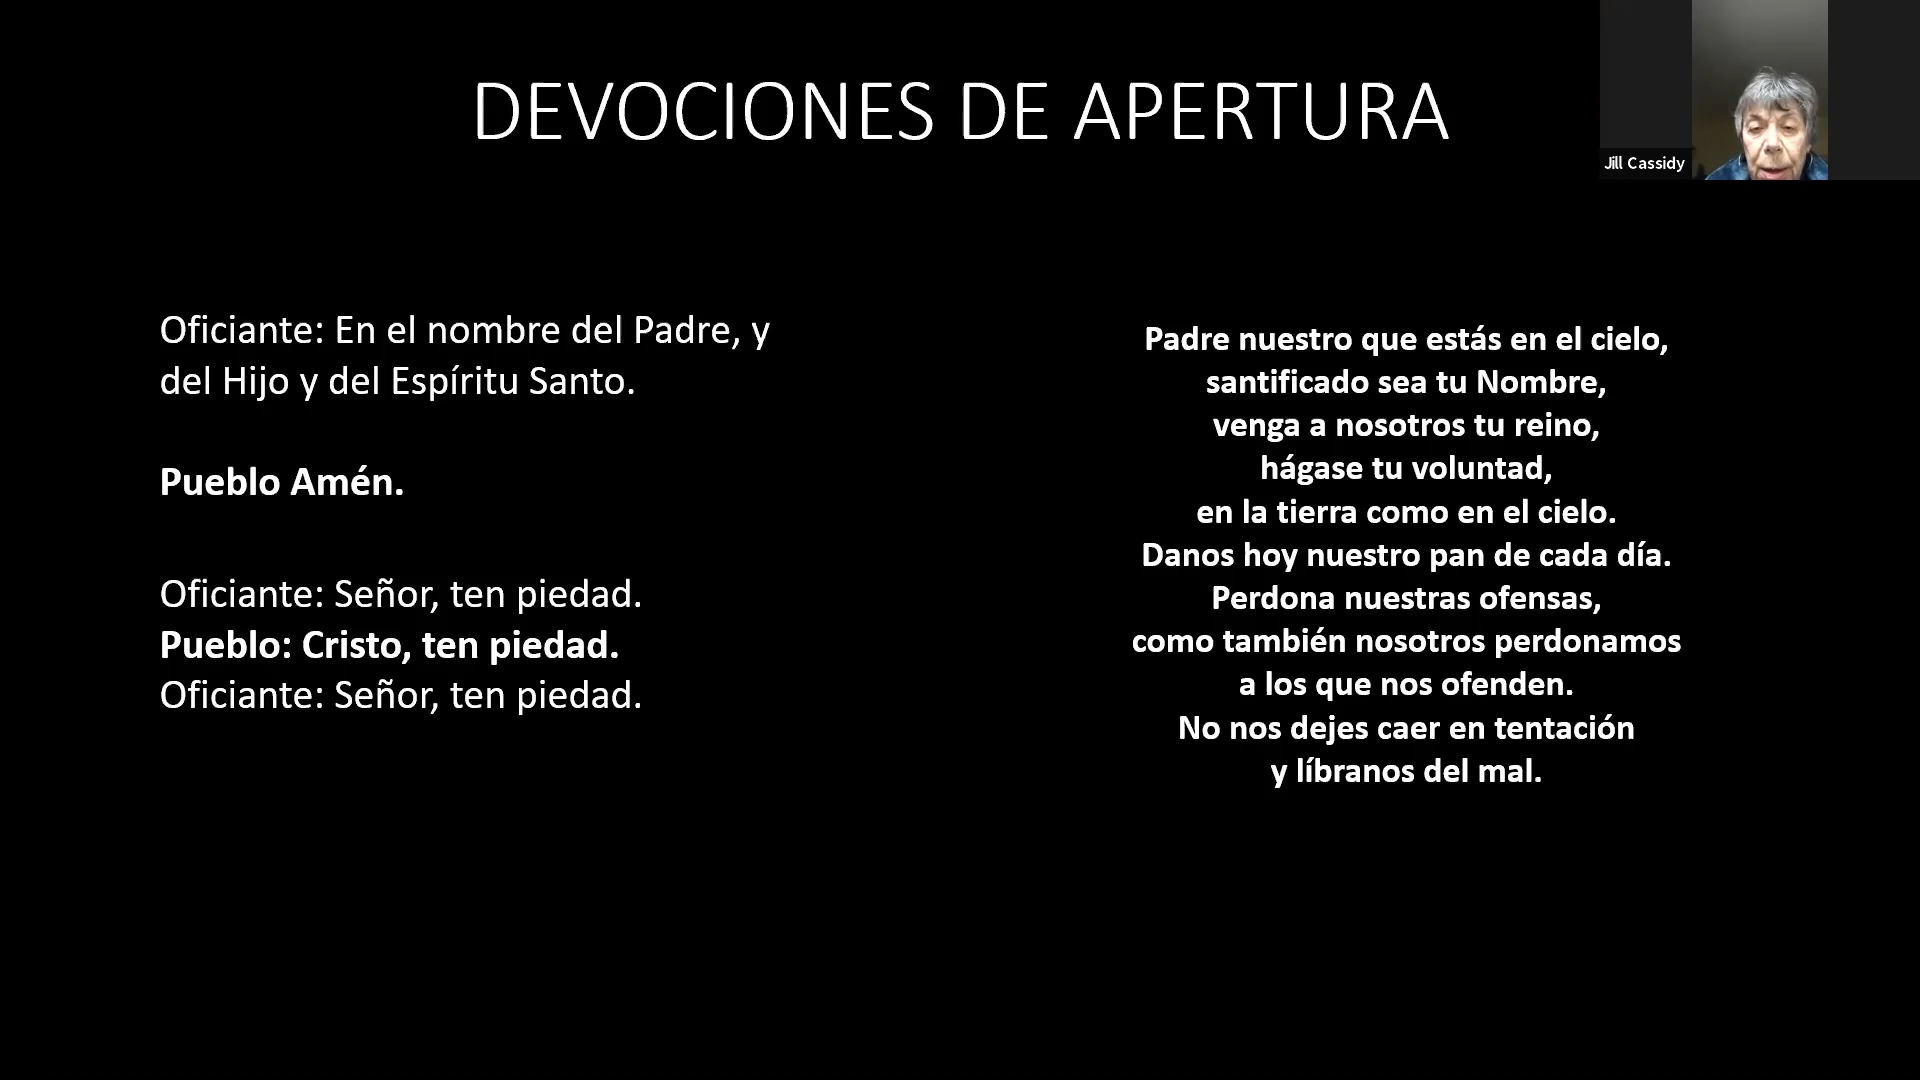 DEVOCIONES DE APERTURA
Jill Cassidy
Oficiante: En el nombre del Padre, y
del Hijo y del Espíritu Santo.
Pueblo Amén.
Oficiante: Señor, ten piedad.
Pueblo: Cristo, ten piedad.
Oficiante: Señor, ten piedad.
Padre nuestro que estás en el cielo,
santificado sea tu Nombre,
venga a nosotros tu reino,
hágase tu voluntad,
en la tierra como en el cielo.
Danos hoy nuestro pan de cada día.
Perdona nuestras ofensas,
como también nosotros perdonamos
a los que nos ofenden.
No nos dejes caer en tentación
y líbranos del mal.